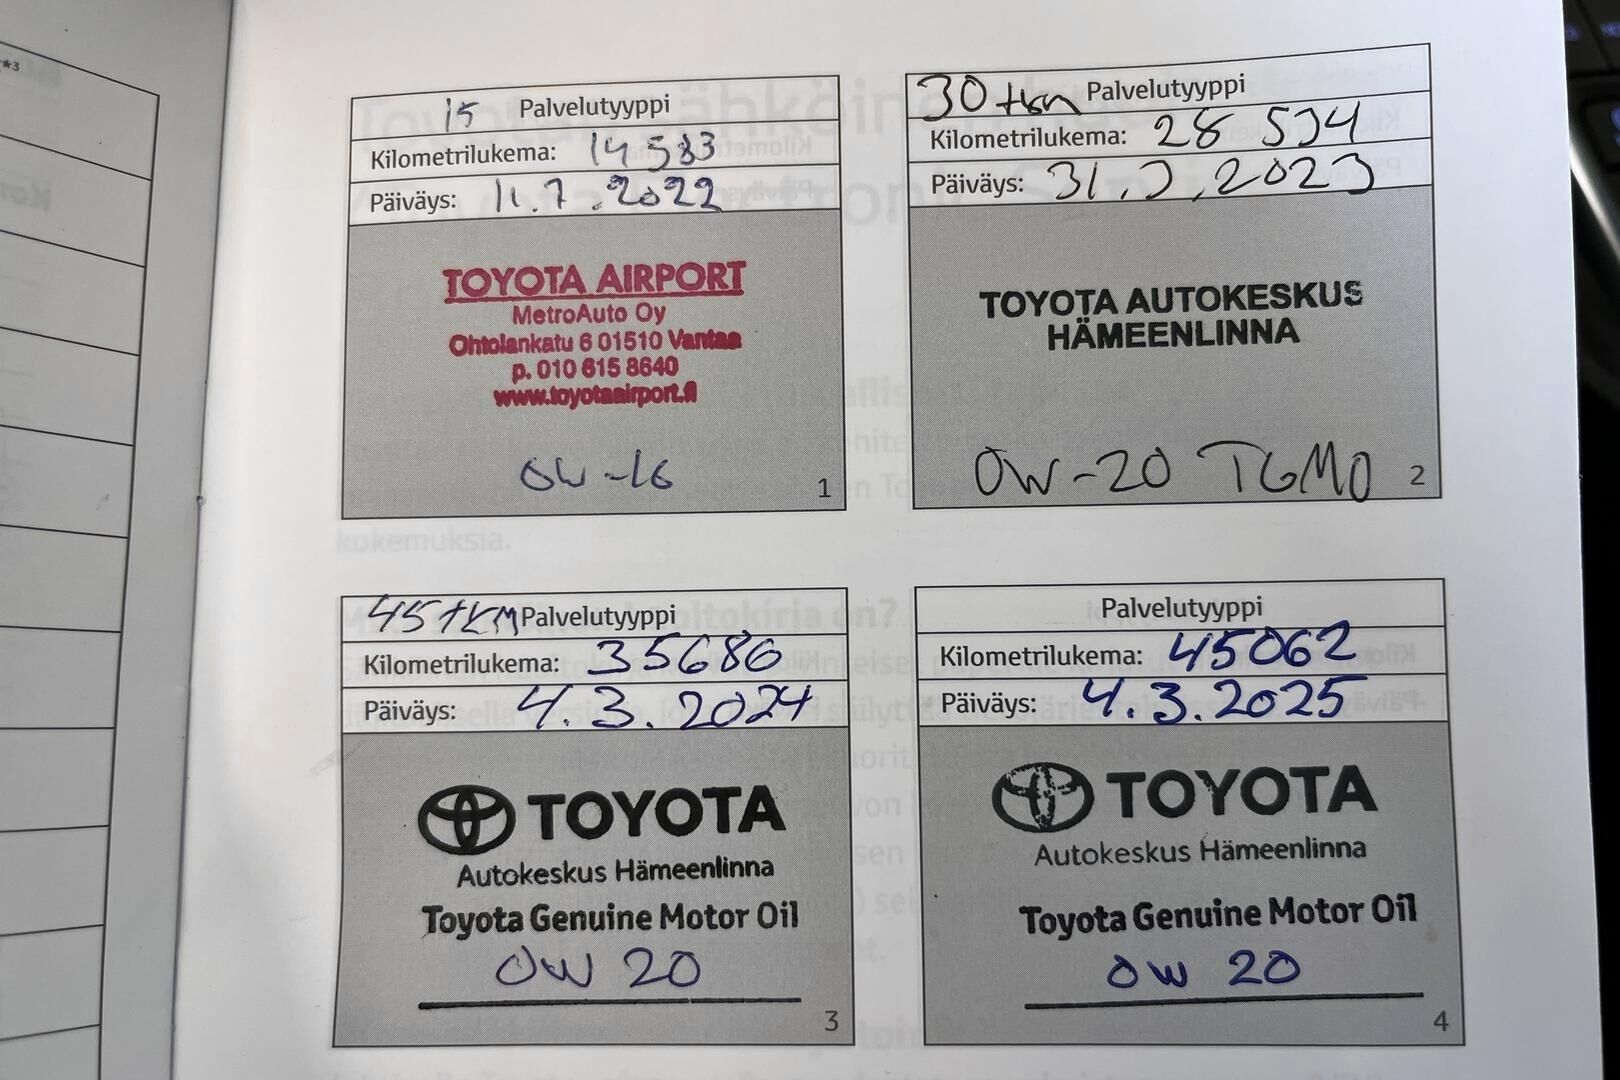 15 Palvelutyyppi
Kilometrilukema: 14 583
Päiväys: 11.7.2022
TOYOTA AIRPORT
MetroAuto Oy
Ohtolankatu 6 01510 Vantaa
p. 010 615 8640
www.toyotaairport.fi
0W-16
1
30 tkm Palvelutyyppi
Kilometrilukema: 28 534
Päiväys: 31.3.2023
TOYOTA AUTOKESKUS
HÄMEENLINNA
0W-20 TGMO
2
kokemuksia.
45 TKM Palvelutyyppi
Kilometrilukema: 35686
Päiväys: 4.3.2024
TOYOTA
Autokeskus Hämeenlinna
Toyota Genuine Motor Oil
0W 20
3
Palvelutyyppi
Kilometrilukema: 45062
Päiväys: 4.3.2025
TOYOTA
Autokeskus Hämeenlinna
Toyota Genuine Motor Oil
0W 20
4